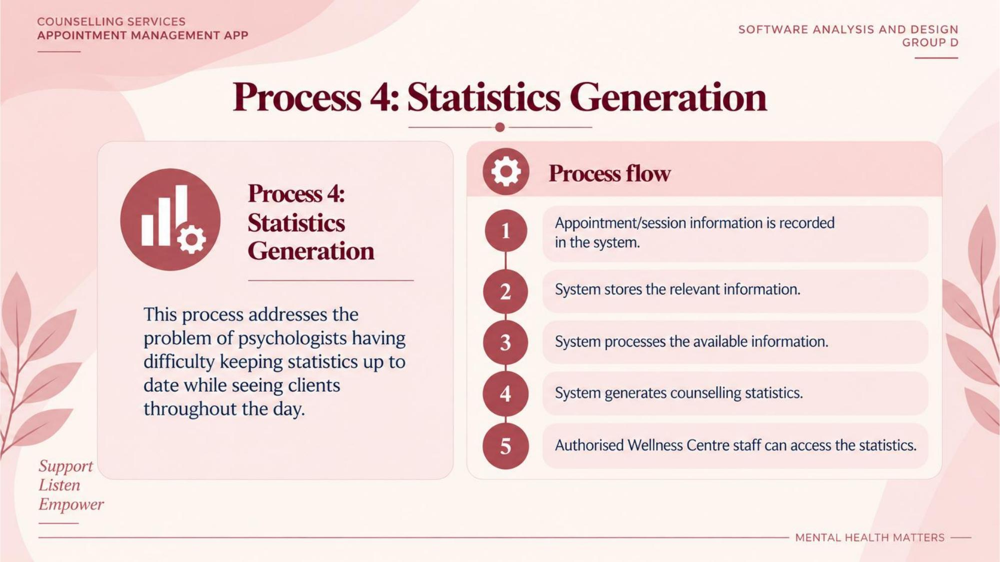 COUNSELLING SERVICES
APPOINTMENT MANAGEMENT APP
SOFTWARE ANALYSIS AND DESIGN
GROUP D
Process 4: Statistics Generation
Process 4:
Statistics
Generation
This process addresses the
problem of psychologists having
difficulty keeping statistics up to
date while seeing clients
throughout the day.
Process flow
1
Appointment/session information is recorded
in the system.
2
System stores the relevant information.
3
System processes the available information.
4
System generates counselling statistics.
5
Authorised Wellness Centre staff can access the statistics.
Support
Listen
Empower
MENTAL HEALTH MATTERS